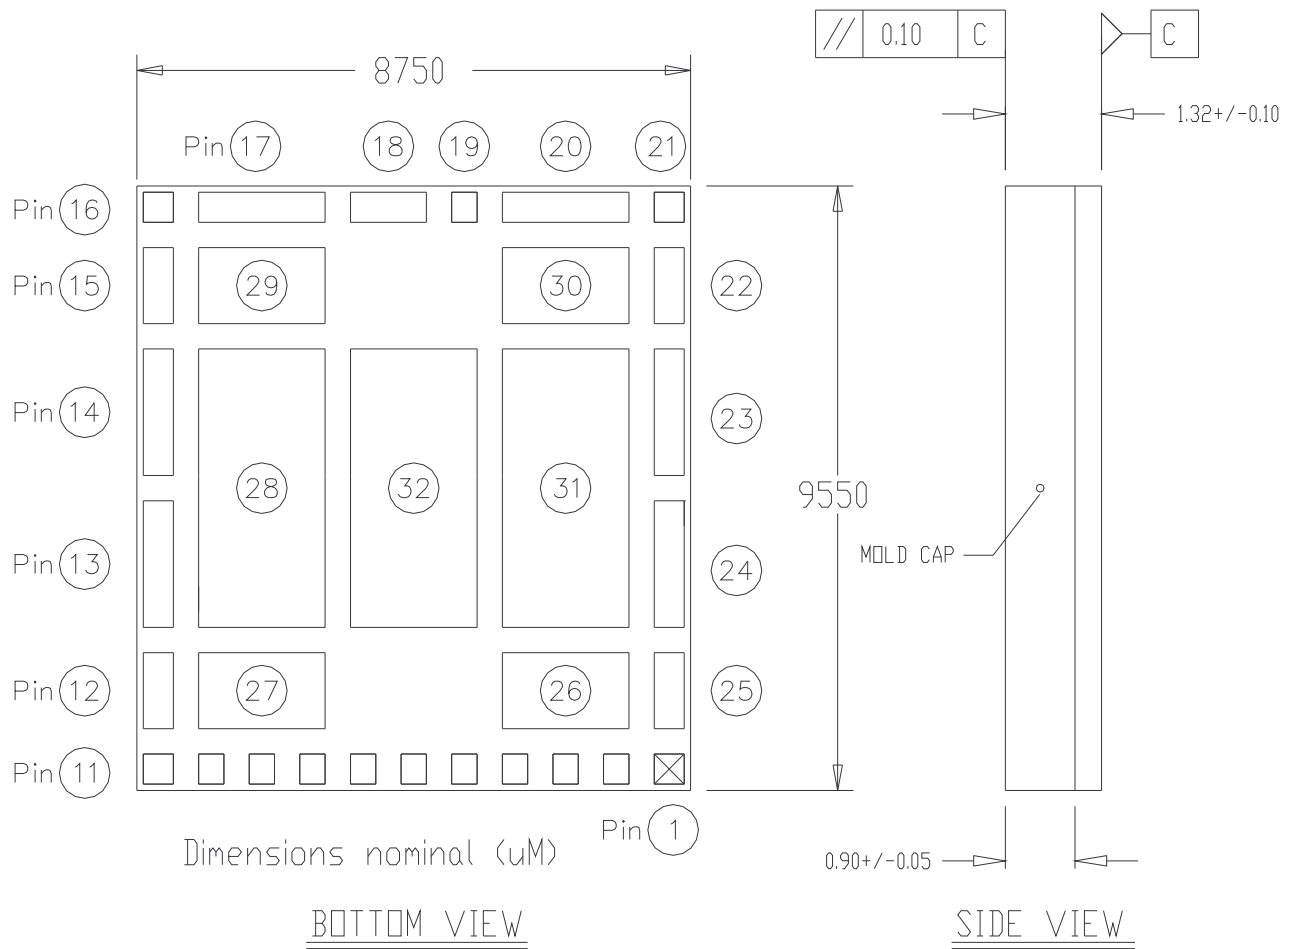 // 0.10 C
C
8750
1.32+/-0.10
Pin 17 18 19 20 21
Pin 16
Pin 15 29 30 22
Pin 14 23
28 32 31
9550
MOLD CAP
Pin 13 24
Pin 12 27 26 25
Pin 11
Pin 1
Dimensions nominal (uM)
0.90+/-0.05
BOTTOM VIEW
SIDE VIEW